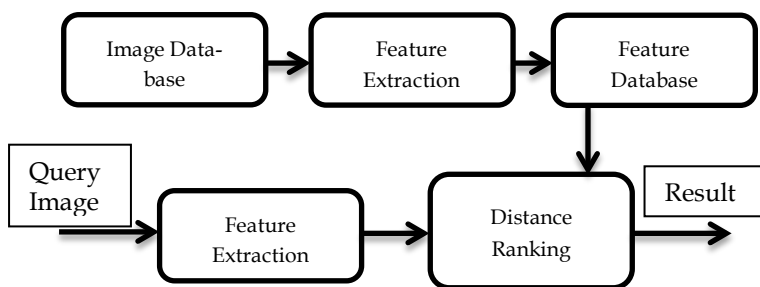 Image Data-
base
Feature
Extraction
Feature
Database
Query
Image
Feature
Extraction
Distance
Ranking
Result